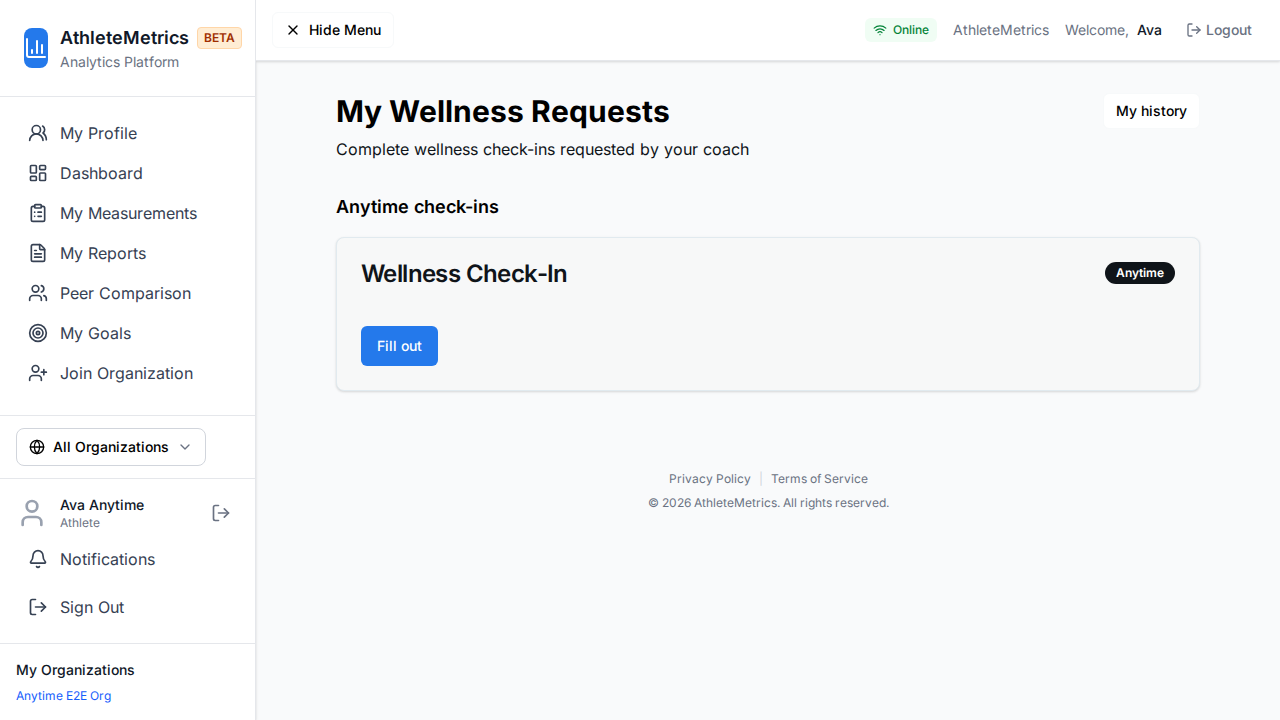 AthleteMetrics BETA
Analytics Platform
My Profile
Dashboard
My Measurements
My Reports
Peer Comparison
My Goals
Join Organization
All Organizations
Ava Anytime
Athlete
Notifications
Sign Out
My Organizations
Anytime E2E Org
Hide Menu
Online
AthleteMetrics
Welcome, Ava
Logout
My Wellness Requests
My history
Complete wellness check-ins requested by your coach
Anytime check-ins
Wellness Check-In
Anytime
Fill out
Privacy Policy | Terms of Service
© 2026 AthleteMetrics. All rights reserved.